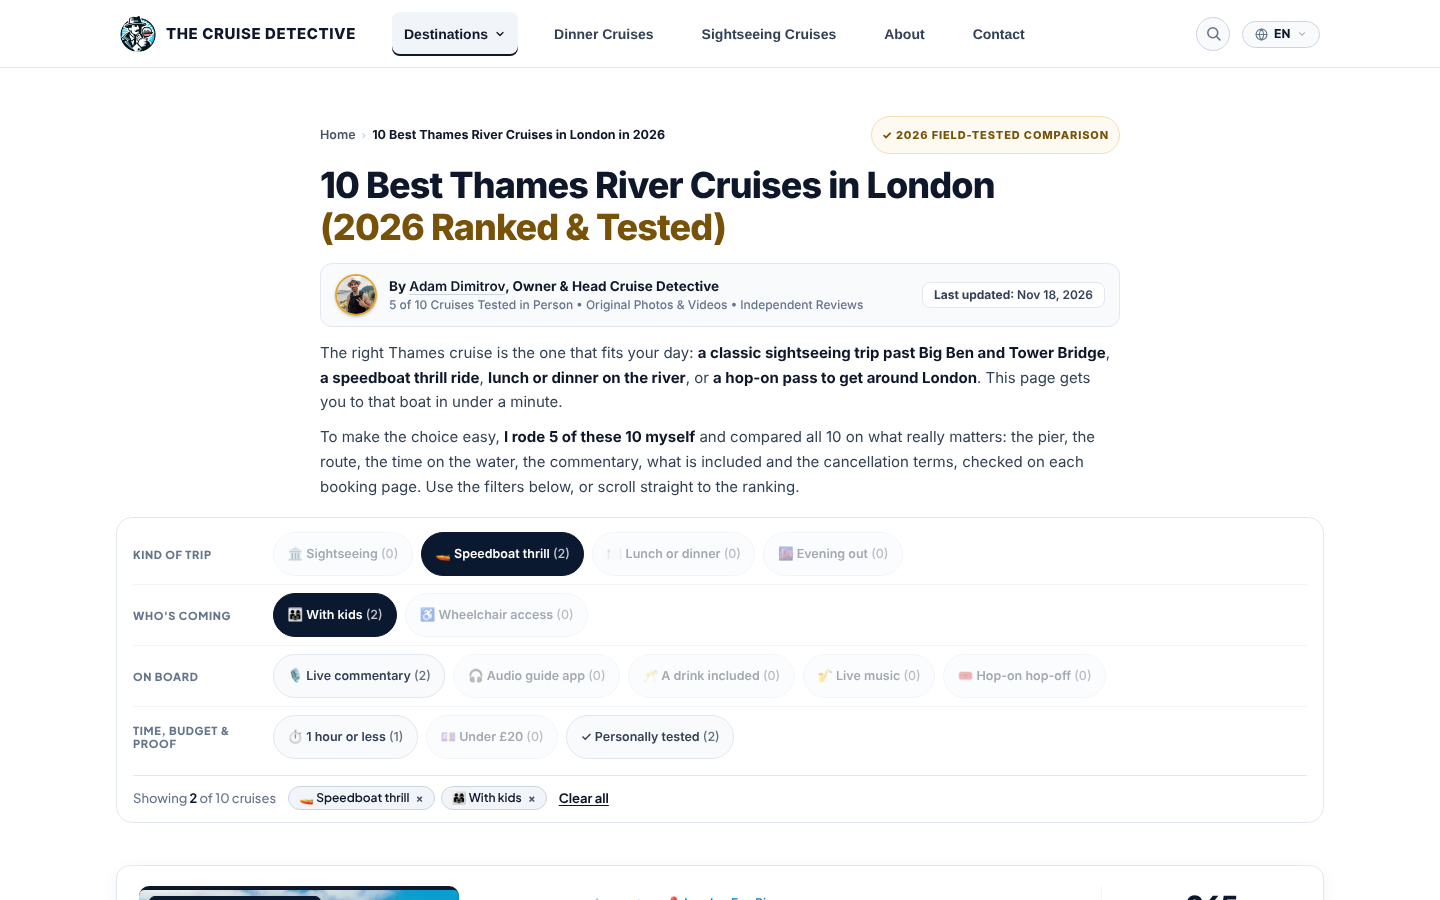 THE CRUISE DETECTIVE
Destinations
Dinner Cruises
Sightseeing Cruises
About
Contact
EN
Home › 10 Best Thames River Cruises in London in 2026
✓ 2026 FIELD-TESTED COMPARISON
10 Best Thames River Cruises in London
(2026 Ranked & Tested)
By Adam Dimitrov, Owner & Head Cruise Detective
5 of 10 Cruises Tested in Person • Original Photos & Videos • Independent Reviews
Last updated: Nov 18, 2026
The right Thames cruise is the one that fits your day: a classic sightseeing trip past Big Ben and Tower Bridge,
a speedboat thrill ride, lunch or dinner on the river, or a hop-on pass to get around London. This page gets
you to that boat in under a minute.
To make the choice easy, I rode 5 of these 10 myself and compared all 10 on what really matters: the pier, the
route, the time on the water, the commentary, what is included and the cancellation terms, checked on each
booking page. Use the filters below, or scroll straight to the ranking.
KIND OF TRIP
Sightseeing (0)
Speedboat thrill (2)
Lunch or dinner (0)
Evening out (0)
WHO'S COMING
With kids (2)
Wheelchair access (0)
ON BOARD
Live commentary (2)
Audio guide app (0)
A drink included (0)
Live music (0)
Hop-on hop-off (0)
TIME, BUDGET &
PROOF
1 hour or less (1)
Under £20 (0)
✓ Personally tested (2)
Showing 2 of 10 cruises
Speedboat thrill ×
With kids ×
Clear all